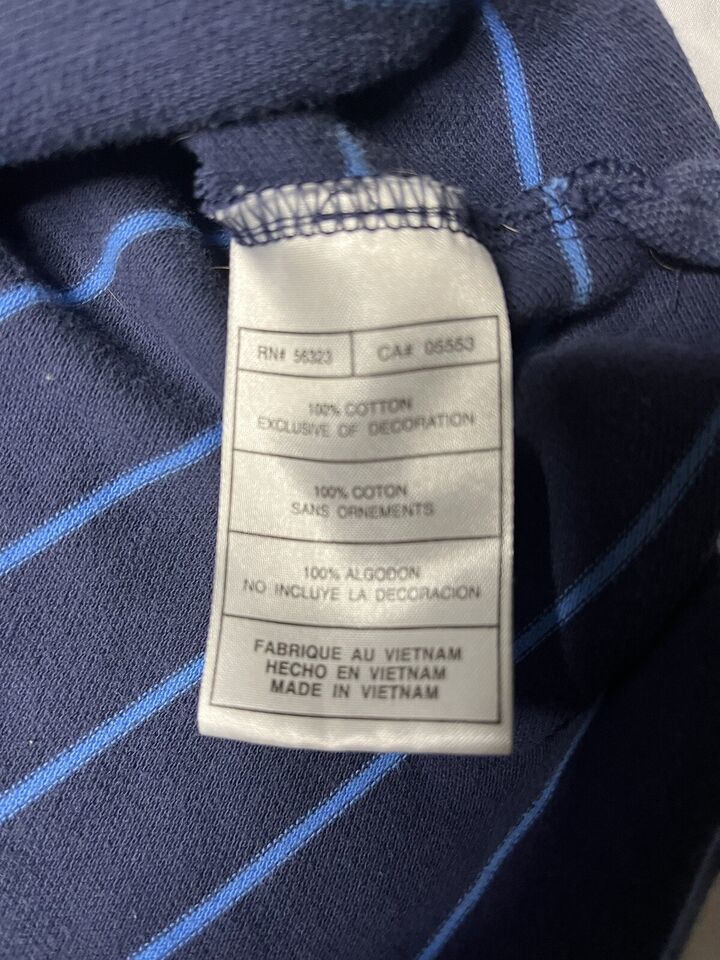 RN# 56323
CA# 05553
100% COTTON
EXCLUSIVE OF DECORATION
100% COTON
SANS ORNEMENTS
100% ALGODON
NO INCLUYE LA DECORACION
FABRIQUE AU VIETNAM
HECHO EN VIETNAM
MADE IN VIETNAM